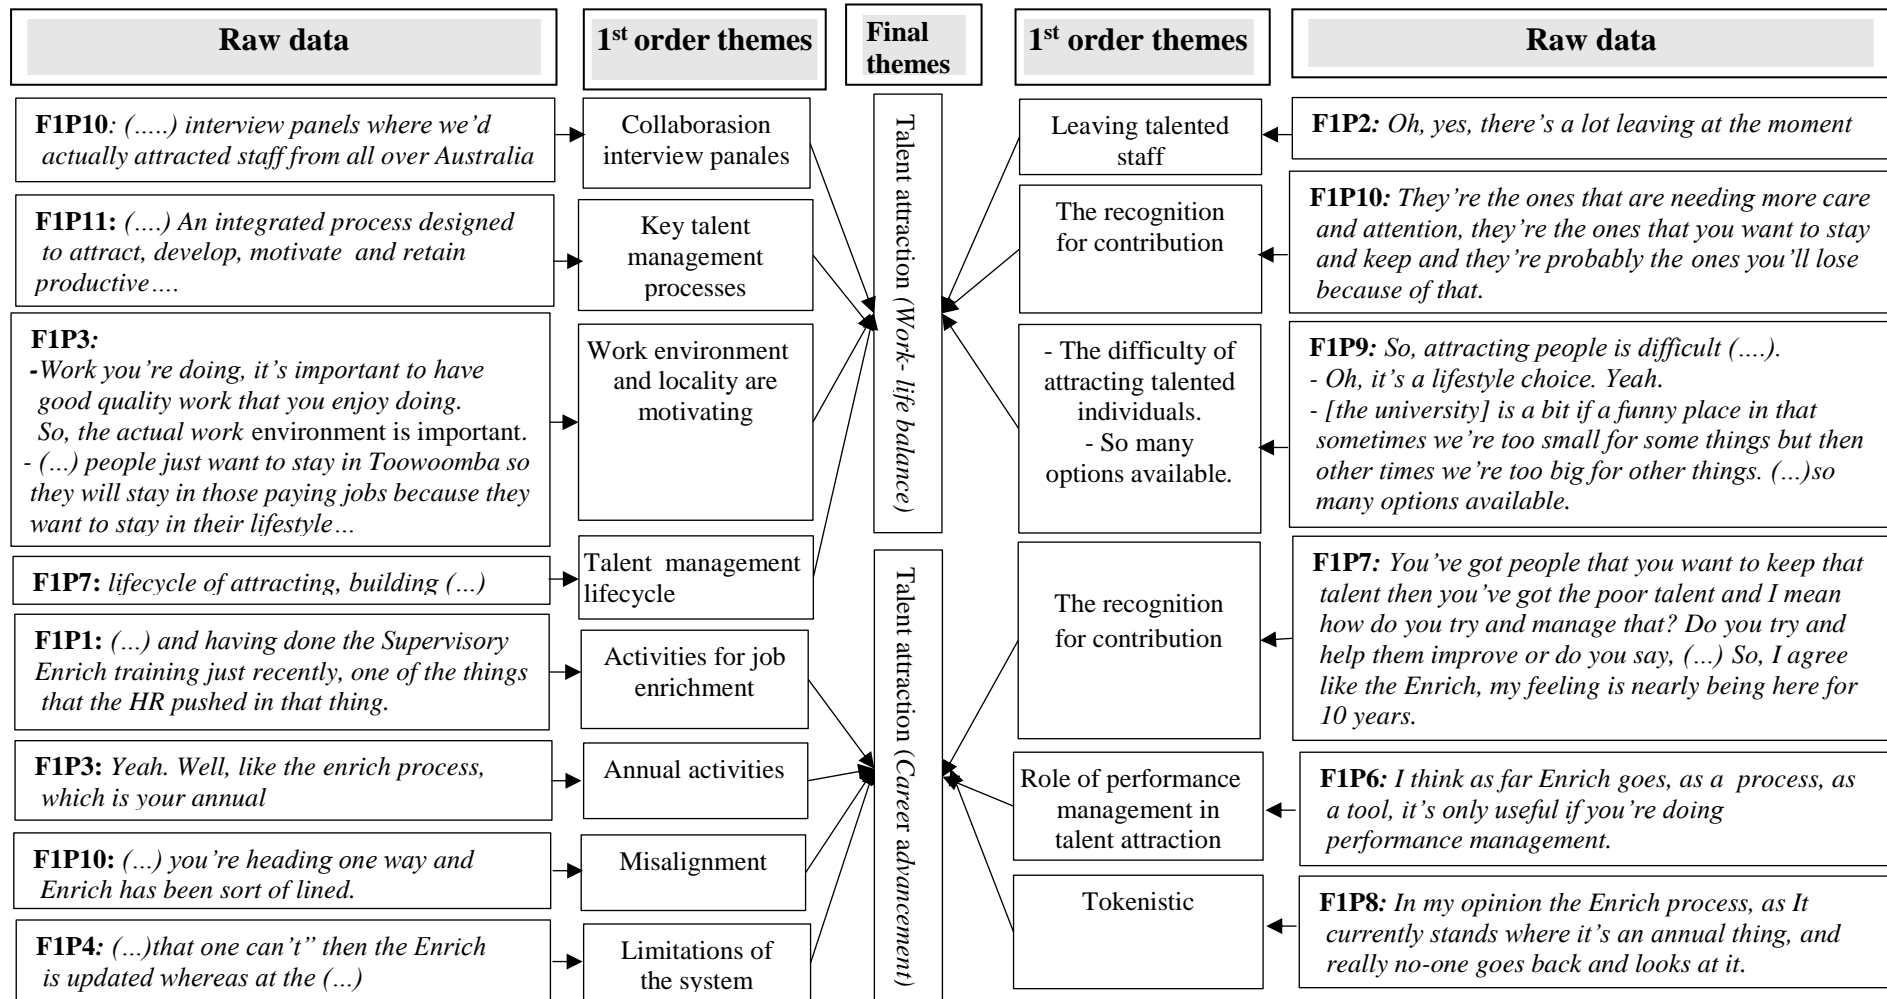 Raw data
1st order themes
Final
themes
1st order themes
Raw data
F1P10: (.....) interview panels where we’d
actually attracted staff from all over Australia
Collaborasion
interview panales
F1P11: (....) An integrated process designed
to attract, develop, motivate and retain
productive….
Key talent
management
processes
F1P3:
-Work you’re doing, it’s important to have
good quality work that you enjoy doing.
So, the actual work environment is important.
- (…) people just want to stay in Toowoomba so
they will stay in those paying jobs because they
want to stay in their lifestyle…
Work environment
and locality are
motivating
F1P7: lifecycle of attracting, building (…)
Talent management
lifecycle
F1P1: (…) and having done the Supervisory
Enrich training just recently, one of the things
that the HR pushed in that thing.
Activities for job
enrichment
F1P3: Yeah. Well, like the enrich process,
which is your annual
Annual activities
F1P10: (…) you’re heading one way and
Enrich has been sort of lined.
Misalignment
F1P4: (…)that one can’t” then the Enrich
is updated whereas at the (…)
Limitations of
the system
Talent attraction (Work- life balance)
Talent attraction (Career advancement)
Leaving talented
staff
F1P2: Oh, yes, there’s a lot leaving at the moment
The recognition
for contribution
F1P10: They’re the ones that are needing more care
and attention, they’re the ones that you want to stay
and keep and they’re probably the ones you’ll lose
because of that.
- The difficulty of
attracting talented
individuals.
- So many
options available.
F1P9: So, attracting people is difficult (….).
- Oh, it’s a lifestyle choice. Yeah.
- [the university] is a bit if a funny place in that
sometimes we’re too small for some things but then
other times we’re too big for other things. (…)so
many options available.
The recognition
for contribution
F1P7: You’ve got people that you want to keep that
talent then you’ve got the poor talent and I mean
how do you try and manage that? Do you try and
help them improve or do you say, (…) So, I agree
like the Enrich, my feeling is nearly being here for
10 years.
Role of performance
management in
talent attraction
F1P6: I think as far Enrich goes, as a process, as
a tool, it’s only useful if you’re doing
performance management.
Tokenistic
F1P8: In my opinion the Enrich process, as It
currently stands where it’s an annual thing, and
really no-one goes back and looks at it.